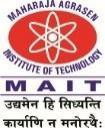 MAHARAJA AGRASEN
INSTITUTE OF TECHNOLOGY
MAIT
उद्यमेन हि सिध्यन्ति
कार्याणि न मनोरथैः